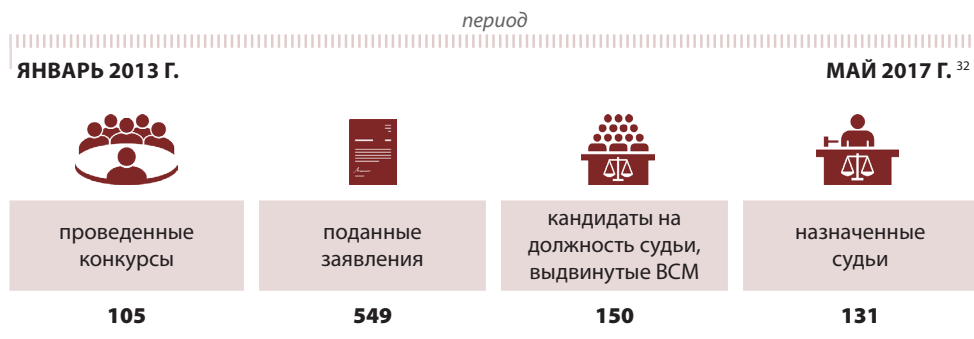 период
ЯНВАРЬ 2013 Г.
МАЙ 2017 Г. 32
проведенные
конкурсы
поданные
заявления
кандидаты на
должность судьи,
выдвинутые ВСМ
назначенные
судьи
105
549
150
131